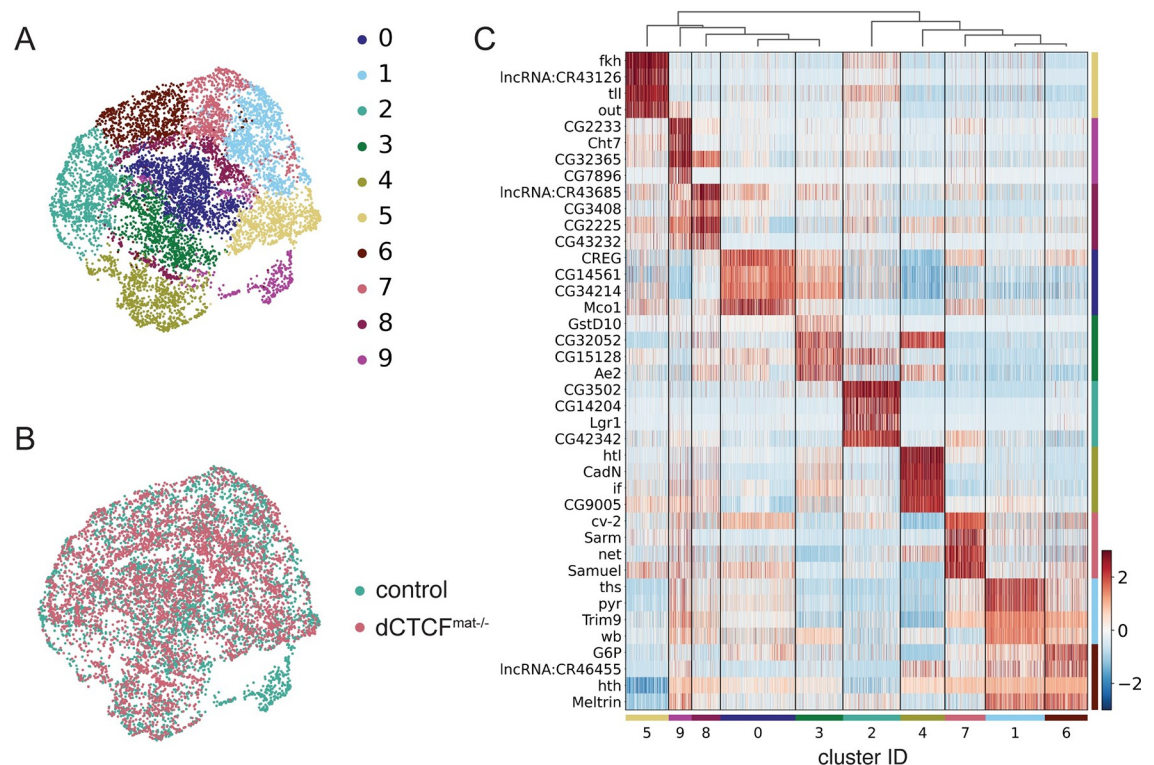 A
0
1
2
3
4
5
6
7
8
9
B
control
dCTCFmat-/-
C
fkh
lncRNA:CR43126
tll
out
CG2233
Cht7
CG32365
CG7896
lncRNA:CR43685
CG3408
CG2225
CG43232
CREG
CG14561
CG34214
Mco1
GstD10
CG32052
CG15128
Ae2
CG3502
CG14204
Lgr1
CG42342
htl
CadN
if
CG9005
cv-2
Sarm
net
Samuel
ths
pyr
Trim9
wb
G6P
lncRNA:CR46455
hth
Meltrin
2
0
−2
5 9 8 0 3 2 4 7 1 6
cluster ID